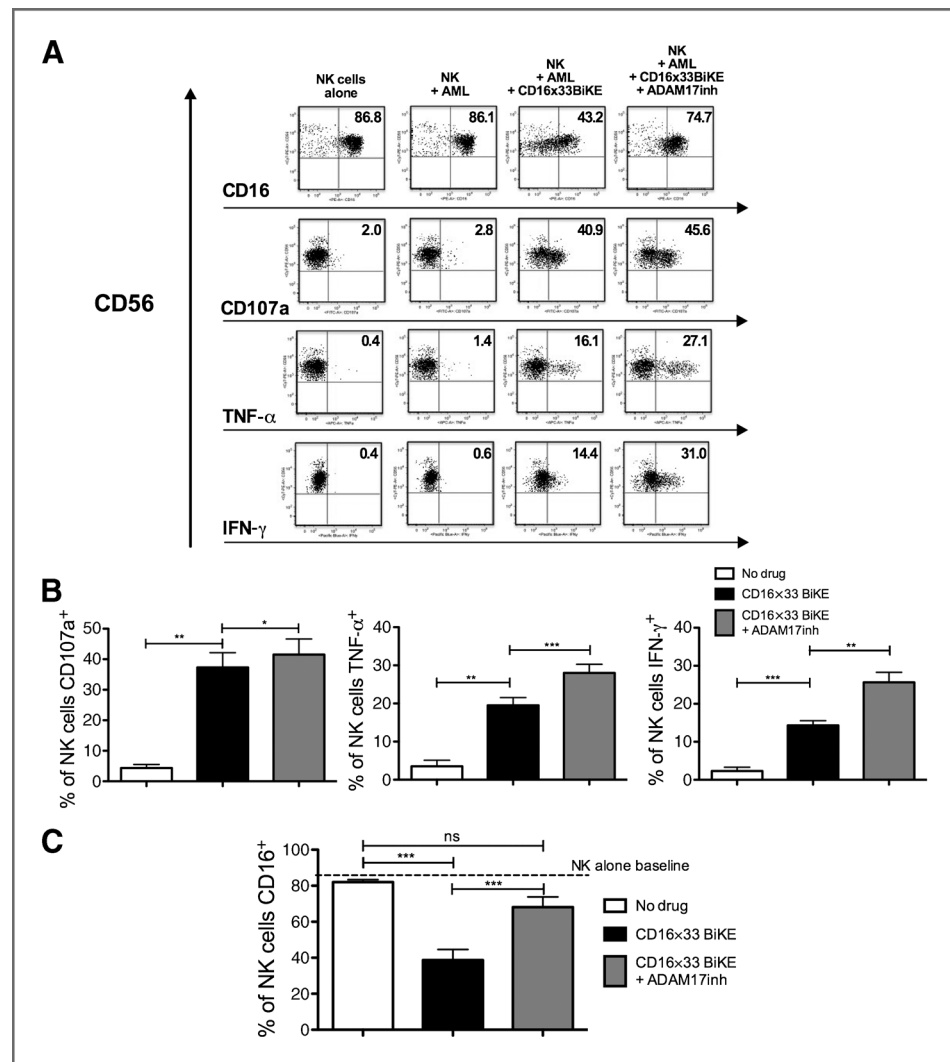 A
NK cells
alone
NK
+ AML
NK
+ AML
+ CD16x33BiKE
NK
+ AML
+ CD16x33BiKE
+ ADAM17inh
86.8
86.1
43.2
74.7
CD16
2.0
2.8
40.9
45.6
CD56
CD107a
0.4
1.4
16.1
27.1
TNF-α
0.4
0.6
14.4
31.0
IFN-γ
B
No drug
CD16×33 BiKE
CD16×33 BiKE
+ ADAM17inh
% of NK cells CD107a+
50
40
30
20
10
0
**
*
% of NK cells TNF-α+
40
30
20
10
0
**
***
% of NK cells IFN-γ+
40
30
20
10
0
***
**
C
% of NK cells CD16+
100
80
60
40
20
0
ns
***
***
NK alone baseline
No drug
CD16×33 BiKE
CD16×33 BiKE
+ ADAM17inh